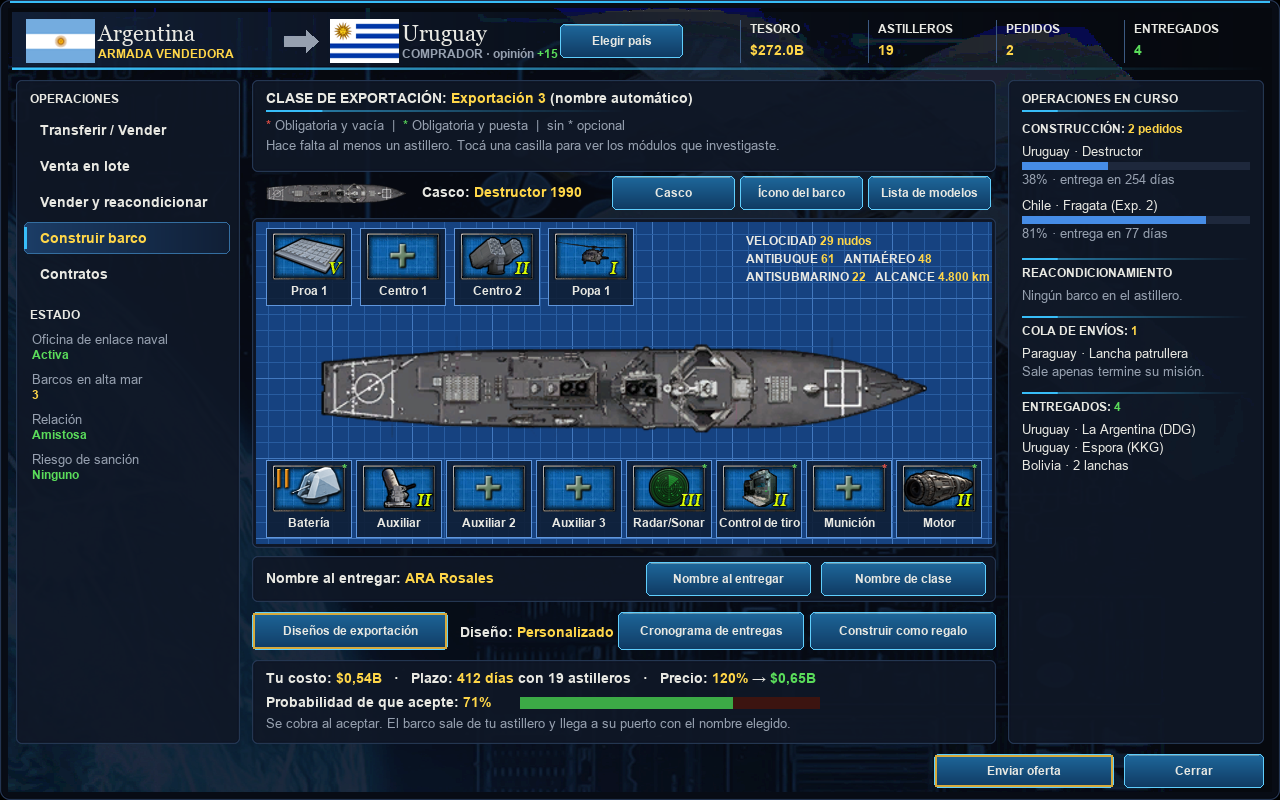 Argentina
ARMADA VENDEDORA
Uruguay
COMPRADOR · opinión +15
Elegir país
TESORO
$272.0B
ASTILLEROS
19
PEDIDOS
2
ENTREGADOS
4
OPERACIONES
Transferir / Vender
Venta en lote
Vender y reacondicionar
Construir barco
Contratos
ESTADO
Oficina de enlace naval
Activa
Barcos en alta mar
3
Relación
Amistosa
Riesgo de sanción
Ninguno
CLASE DE EXPORTACIÓN: Exportación 3 (nombre automático)
* Obligatoria y vacía | * Obligatoria y puesta | sin * opcional
Hace falta al menos un astillero. Tocá una casilla para ver los módulos que investigaste.
Casco: Destructor 1990
Casco
Ícono del barco
Lista de modelos
V
Proa 1
Centro 1
II
Centro 2
I
Popa 1
VELOCIDAD 29 nudos
ANTIBUQUE 61 ANTIAÉREO 48
ANTISUBMARINO 22 ALCANCE 4.800 km
II *
Batería
II
Auxiliar
Auxiliar 2
Auxiliar 3
III *
Radar/Sonar
II *
Control de tiro
*
Munición
II *
Motor
Nombre al entregar: ARA Rosales
Nombre al entregar
Nombre de clase
Diseños de exportación
Diseño: Personalizado
Cronograma de entregas
Construir como regalo
Tu costo: $0,54B · Plazo: 412 días con 19 astilleros · Precio: 120% → $0,65B
Probabilidad de que acepte: 71%
Se cobra al aceptar. El barco sale de tu astillero y llega a su puerto con el nombre elegido.
OPERACIONES EN CURSO
CONSTRUCCIÓN: 2 pedidos
Uruguay · Destructor
38% · entrega en 254 días
Chile · Fragata (Exp. 2)
81% · entrega en 77 días
REACONDICIONAMIENTO
Ningún barco en el astillero.
COLA DE ENVÍOS: 1
Paraguay · Lancha patrullera
Sale apenas termine su misión.
ENTREGADOS: 4
Uruguay · La Argentina (DDG)
Uruguay · Espora (KKG)
Bolivia · 2 lanchas
Enviar oferta
Cerrar